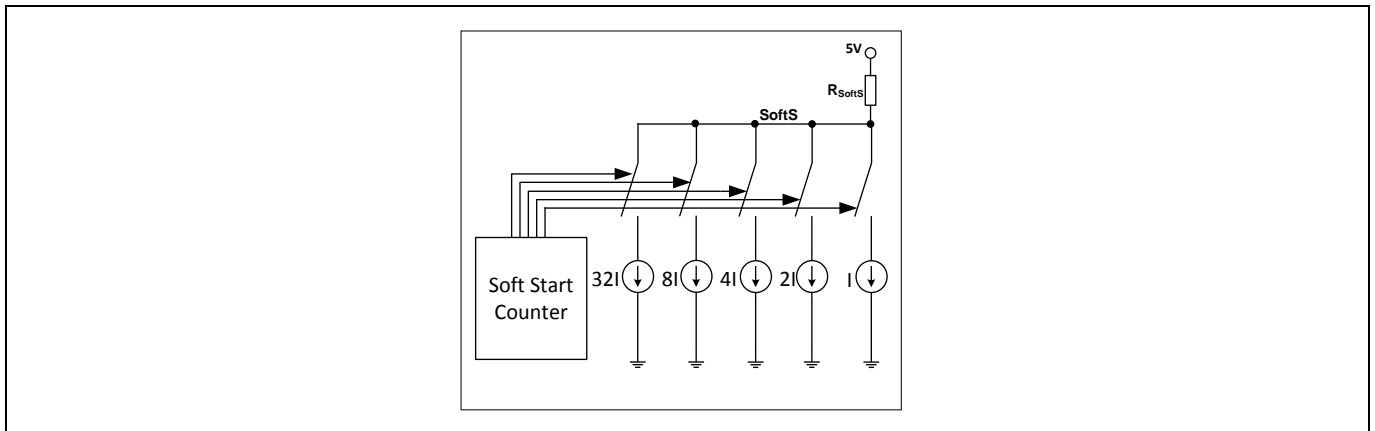 5V
RSoftS
SoftS
32I
8I
4I
2I
I
Soft Start
Counter